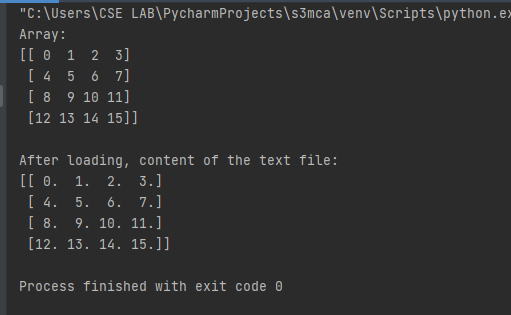 "C:\Users\CSE LAB\PycharmProjects\s3mca\venv\Scripts\python.ex
Array:
[[ 0  1  2  3]
 [ 4  5  6  7]
 [ 8  9 10 11]
 [12 13 14 15]]
After loading, content of the text file:
[[ 0.  1.  2.  3.]
 [ 4.  5.  6.  7.]
 [ 8.  9. 10. 11.]
 [12. 13. 14. 15.]]
Process finished with exit code 0